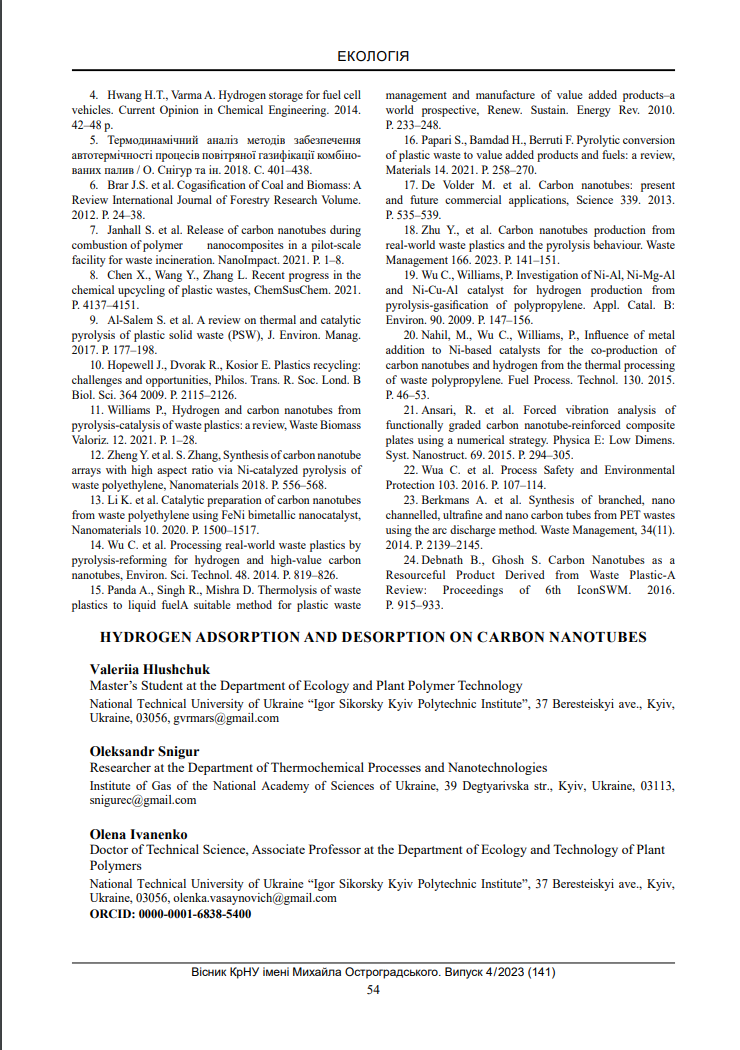 ЕКОЛОГІЯ
4. Hwang H.T., Varma A. Hydrogen storage for fuel cell
vehicles. Current Opinion in Chemical Engineering. 2014.
42–48 p.
5. Термодинамічний аналіз методів забезпечення
автотермічності процесів повітряної газифікації комбіно-
ваних палив / О. Снігур та ін. 2018. С. 401–438.
6. Brar J.S. et al. Cogasification of Coal and Biomass: A
Review International Journal of Forestry Research Volume.
2012. P. 24–38.
7. Janhall S. et al. Release of carbon nanotubes during
combustion of polymer nanocomposites in a pilot-scale
facility for waste incineration. NanoImpact. 2021. P. 1–8.
8. Chen X., Wang Y., Zhang L. Recent progress in the
chemical upcycling of plastic wastes, ChemSusChem. 2021.
P. 4137–4151.
9. Al-Salem S. et al. A review on thermal and catalytic
pyrolysis of plastic solid waste (PSW), J. Environ. Manag.
2017. P. 177–198.
10. Hopewell J., Dvorak R., Kosior E. Plastics recycling:
challenges and opportunities, Philos. Trans. R. Soc. Lond. B
Biol. Sci. 364 2009. P. 2115–2126.
11. Williams P., Hydrogen and carbon nanotubes from
pyrolysis-catalysis of waste plastics: a review, Waste Biomass
Valoriz. 12. 2021. P. 1–28.
12. Zheng Y. et al. S. Zhang, Synthesis of carbon nanotube
arrays with high aspect ratio via Ni-catalyzed pyrolysis of
waste polyethylene, Nanomaterials 2018. P. 556–568.
13. Li K. et al. Catalytic preparation of carbon nanotubes
from waste polyethylene using FeNi bimetallic nanocatalyst,
Nanomaterials 10. 2020. P. 1500–1517.
14. Wu C. et al. Processing real-world waste plastics by
pyrolysis-reforming for hydrogen and high-value carbon
nanotubes, Environ. Sci. Technol. 48. 2014. P. 819–826.
15. Panda A., Singh R., Mishra D. Thermolysis of waste
plastics to liquid fuelA suitable method for plastic waste
management and manufacture of value added products–a
world prospective, Renew. Sustain. Energy Rev. 2010.
P. 233–248.
16. Papari S., Bamdad H., Berruti F. Pyrolytic conversion
of plastic waste to value added products and fuels: a review,
Materials 14. 2021. P. 258–270.
17. De Volder M. et al. Carbon nanotubes: present
and future commercial applications, Science 339. 2013.
P. 535–539.
18. Zhu Y., et al. Carbon nanotubes production from
real-world waste plastics and the pyrolysis behaviour. Waste
Management 166. 2023. P. 141–151.
19. Wu C., Williams, P. Investigation of Ni-Al, Ni-Mg-Al
and Ni-Cu-Al catalyst for hydrogen production from
pyrolysis-gasification of polypropylene. Appl. Catal. B:
Environ. 90. 2009. P. 147–156.
20. Nahil, M., Wu C., Williams, P., Influence of metal
addition to Ni-based catalysts for the co-production of
carbon nanotubes and hydrogen from the thermal processing
of waste polypropylene. Fuel Process. Technol. 130. 2015.
P. 46–53.
21. Ansari, R. et al. Forced vibration analysis of
functionally graded carbon nanotube-reinforced composite
plates using a numerical strategy. Physica E: Low Dimens.
Syst. Nanostruct. 69. 2015. P. 294–305.
22. Wua C. et al. Process Safety and Environmental
Protection 103. 2016. P. 107–114.
23. Berkmans A. et al. Synthesis of branched, nano
channelled, ultrafine and nano carbon tubes from PET wastes
using the arc discharge method. Waste Management, 34(11).
2014. P. 2139–2145.
24. Debnath B., Ghosh S. Carbon Nanotubes as a
Resourceful Product Derived from Waste Plastic-A
Review: Proceedings of 6th IconSWM. 2016.
P. 915–933.
HYDROGEN ADSORPTION AND DESORPTION ON CARBON NANOTUBES
Valeriia Hlushchuk
Master’s Student at the Department of Ecology and Plant Polymer Technology
National Technical University of Ukraine “Igor Sikorsky Kyiv Polytechnic Institute”, 37 Beresteiskyi ave., Kyiv,
Ukraine, 03056, gvrmars@gmail.com
Oleksandr Snigur
Researcher at the Department of Thermochemical Processes and Nanotechnologies
Institute of Gas of the National Academy of Sciences of Ukraine, 39 Degtyarivska str., Kyiv, Ukraine, 03113,
snigurec@gmail.com
Olena Ivanenko
Doctor of Technical Science, Associate Professor at the Department of Ecology and Technology of Plant
Polymers
National Technical University of Ukraine “Igor Sikorsky Kyiv Polytechnic Institute”, 37 Beresteiskyi ave., Kyiv,
Ukraine, 03056, olenka.vasaynovich@gmail.com
ORCID: 0000-0001-6838-5400
Вісник КрНУ імені Михайла Остроградського. Випуск 4/2023 (141)
54